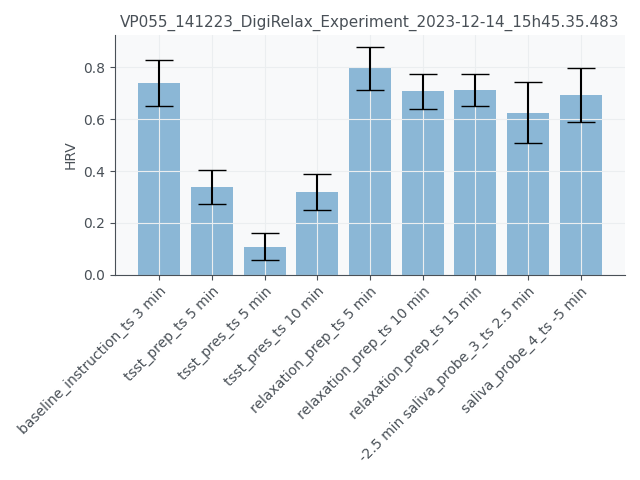 VP055_141223_DigiRelax_Experiment_2023-12-14_15h45.35.483
HRV
0.8
0.6
0.4
0.2
0.0
baseline_instruction_ts 3 min
tsst_prep_ts 5 min
tsst_pres_ts 5 min
tsst_pres_ts 10 min
relaxation_prep_ts 5 min
relaxation_prep_ts 10 min
relaxation_prep_ts 15 min
-2.5 min saliva_probe_3_ts 2.5 min
saliva_probe_4_ts -5 min